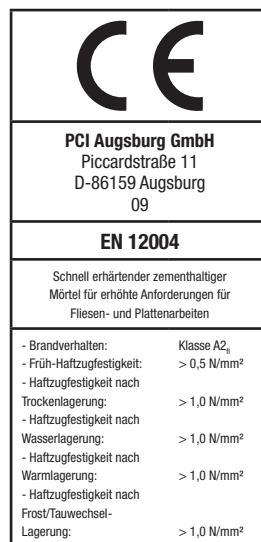 CE
PCI Augsburg GmbH
Piccardstraße 11
D-86159 Augsburg
09
EN 12004
Schnell erhärtender zementhaltiger
Mörtel für erhöhte Anforderungen für
Fliesen- und Plattenarbeiten
- Brandverhalten: Klasse A2fl
- Früh-Haftzugfestigkeit: > 0,5 N/mm²
- Haftzugfestigkeit nach
Trockenlagerung: > 1,0 N/mm²
- Haftzugfestigkeit nach
Wasserlagerung: > 1,0 N/mm²
- Haftzugfestigkeit nach
Warmlagerung: > 1,0 N/mm²
- Haftzugfestigkeit nach
Frost/Tauwechsel-
Lagerung: > 1,0 N/mm²